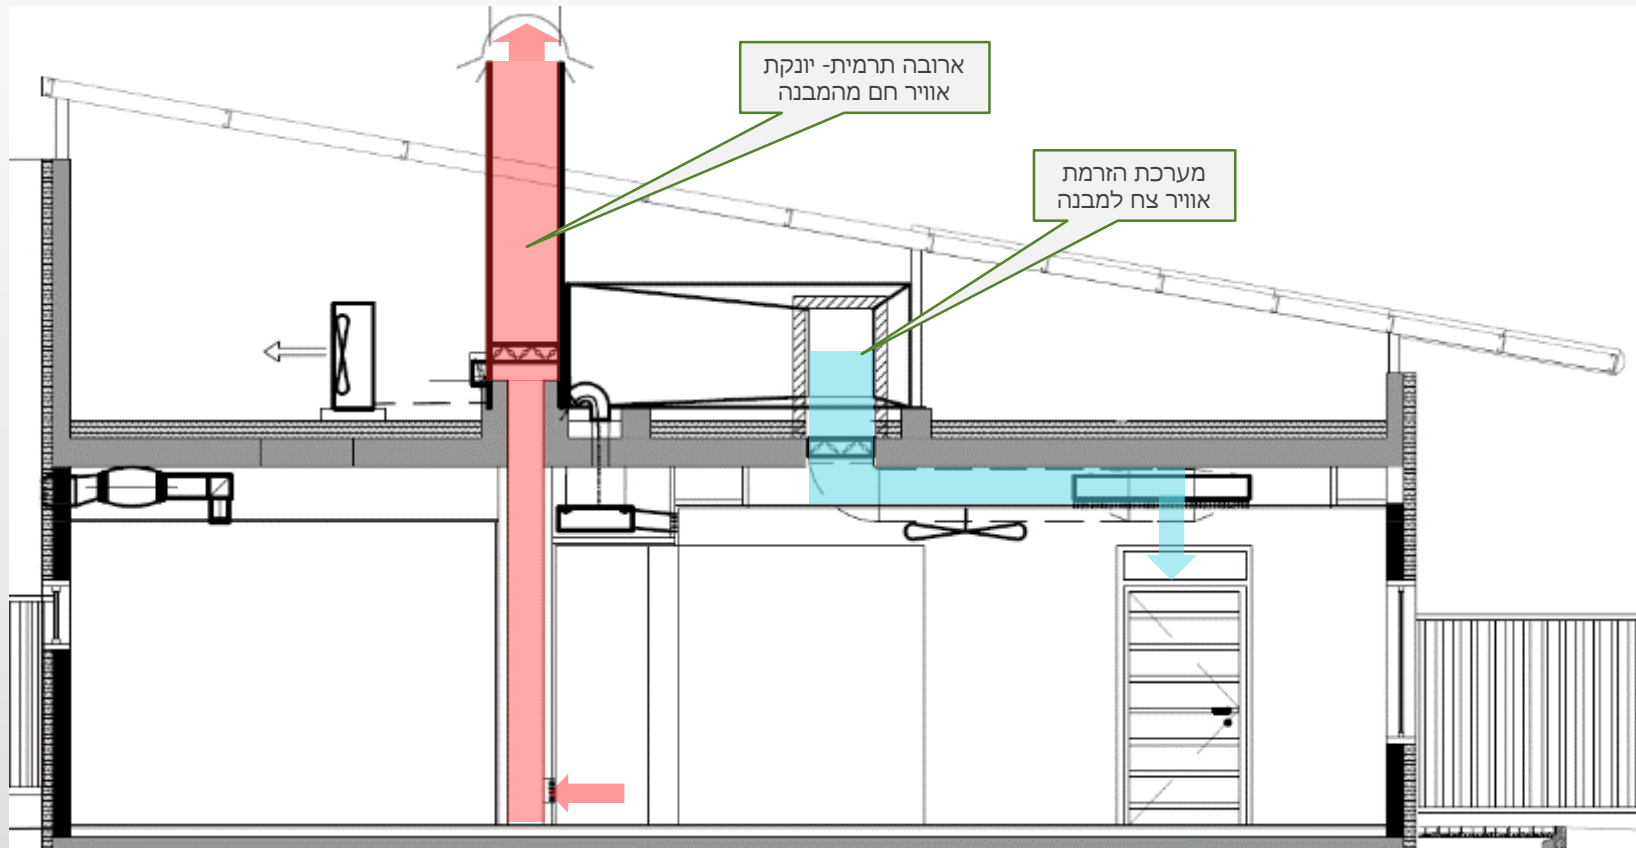 ארובה תרמית- יונקת
אוויר חם מהמבנה
מערכת הזרמת
אוויר צח למבנה